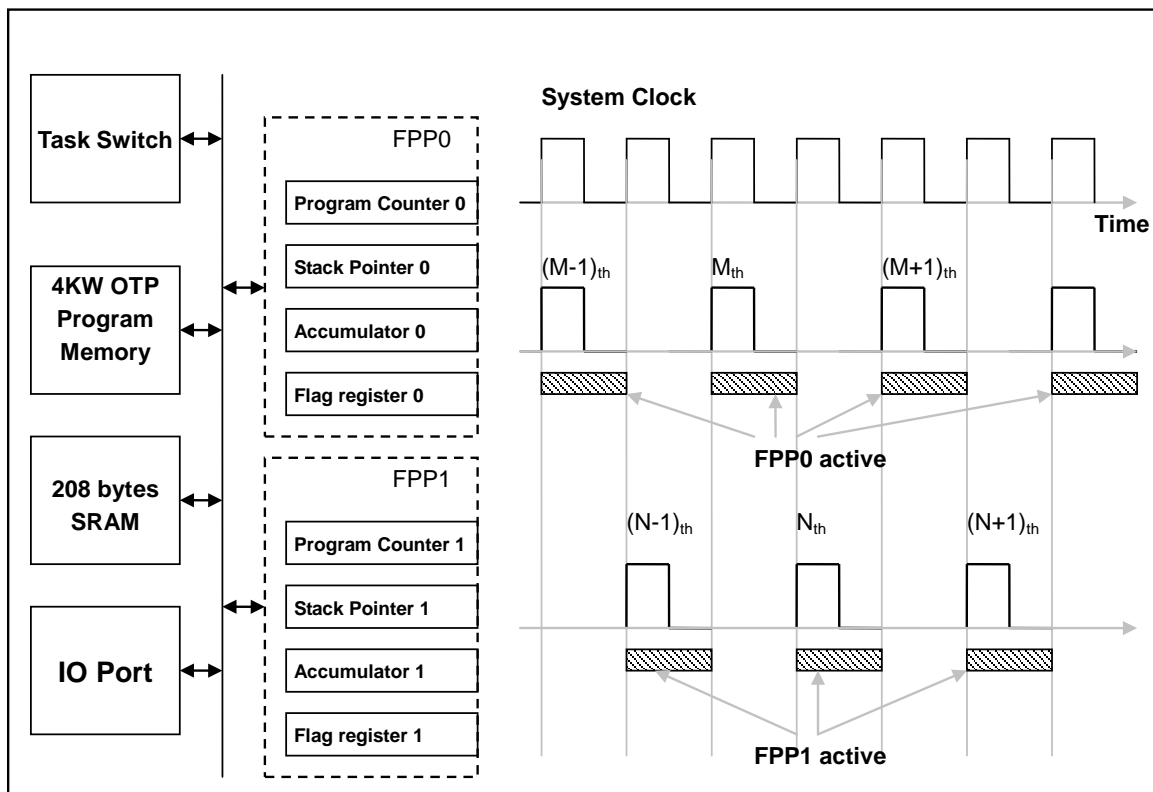 Task Switch
4KW OTP
Program
Memory
208 bytes
SRAM
IO Port
FPP0
Program Counter 0
Stack Pointer 0
Accumulator 0
Flag register 0
FPP1
Program Counter 1
Stack Pointer 1
Accumulator 1
Flag register 1
System Clock
Time
(M-1)th
Mth
(M+1)th
FPP0 active
(N-1)th
Nth
(N+1)th
FPP1 active